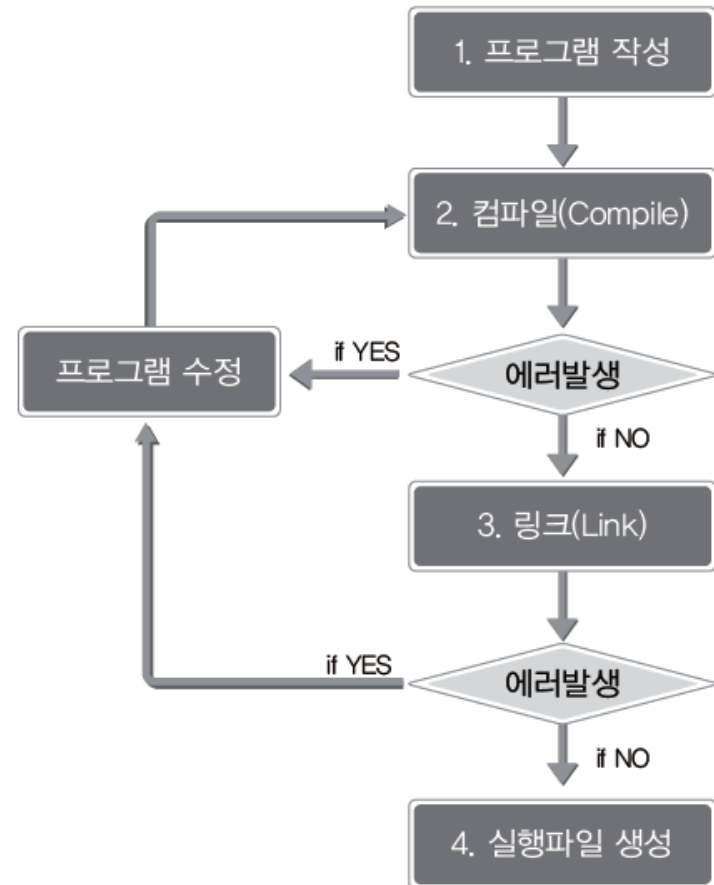 1. 프로그램 작성
2. 컴파일(Compile)
프로그램 수정
if YES
에러발생
if NO
3. 링크(Link)
if YES
에러발생
if NO
4. 실행파일 생성